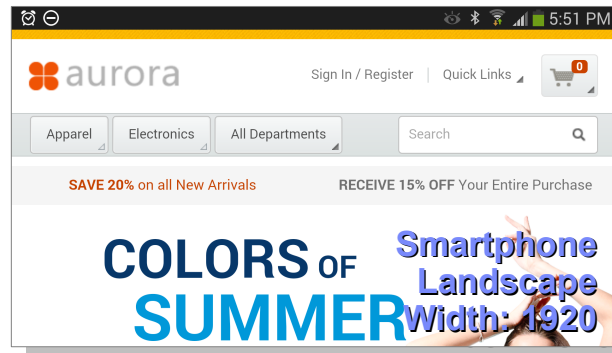 5:51 PM
aurora
Sign In / Register
Quick Links
0
Apparel
Electronics
All Departments
Search
SAVE 20% on all New Arrivals
RECEIVE 15% OFF Your Entire Purchase
COLORS OF
SUMMER
Smartphone
Landscape
Width: 1920